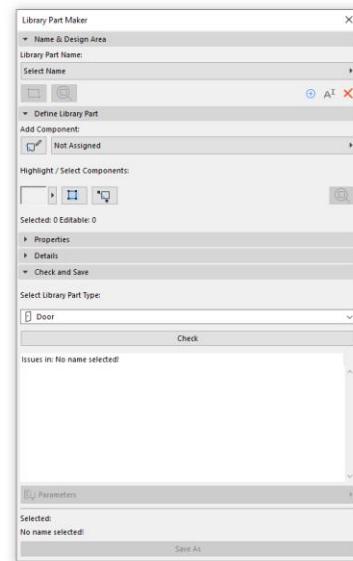 Library Part Maker
Name & Design Area
Library Part Name:
Select Name
Define Library Part
Add Component:
Not Assigned
Highlight / Select Components:
Selected: 0 Editable: 0
Properties
Details
Check and Save
Select Library Part Type:
Door
Check
Issues in: No name selected!
Parameters
Selected:
No name selected!
Save As